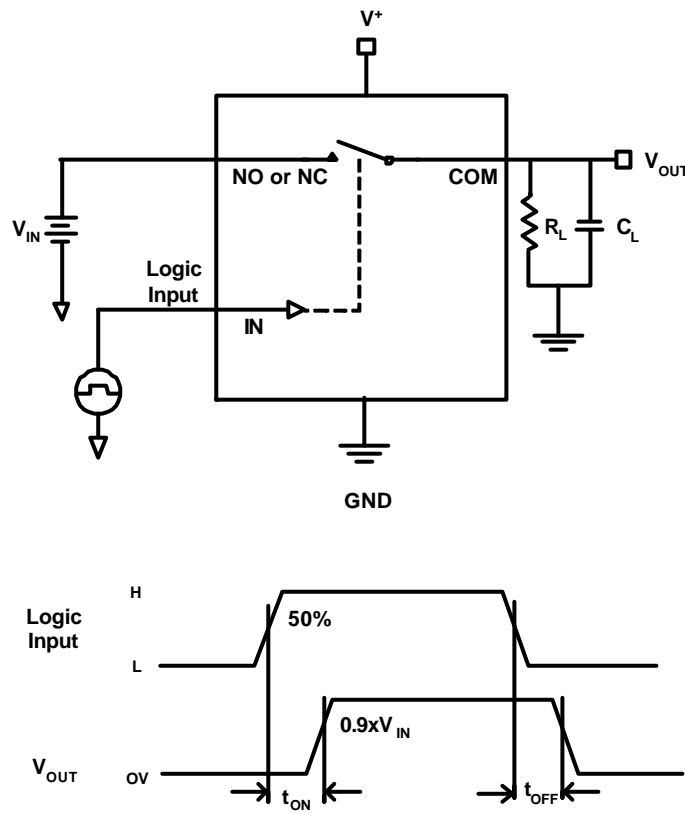 V+
NO or NC
COM
VOUT
VIN
RL
CL
Logic
Input
IN
GND
H
Logic
Input
50%
L
0.9xVIN
VOUT
OV
tON
tOFF